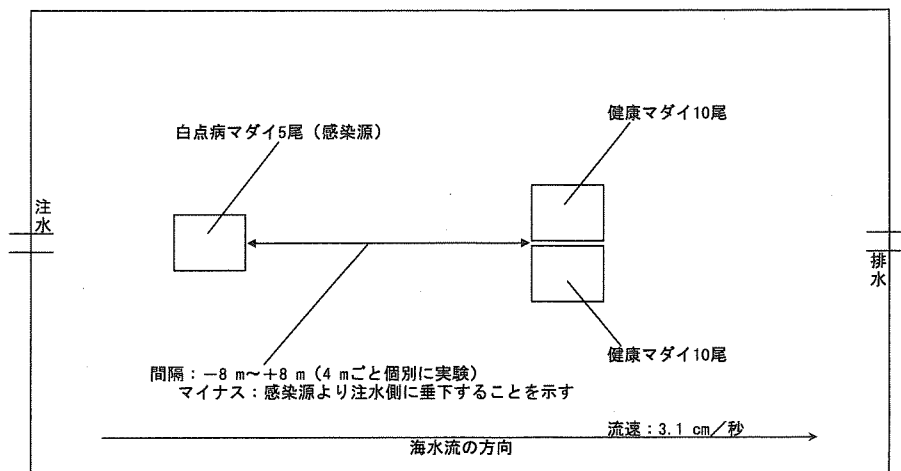 白点病マダイ5尾（感染源）
健康マダイ10尾
注水
排水
健康マダイ10尾
間隔：－8 m～+8 m（4 mごと個別に実験）
マイナス：感染源より注水側に垂下することを示す
流速：3.1 cm／秒
海水流の方向